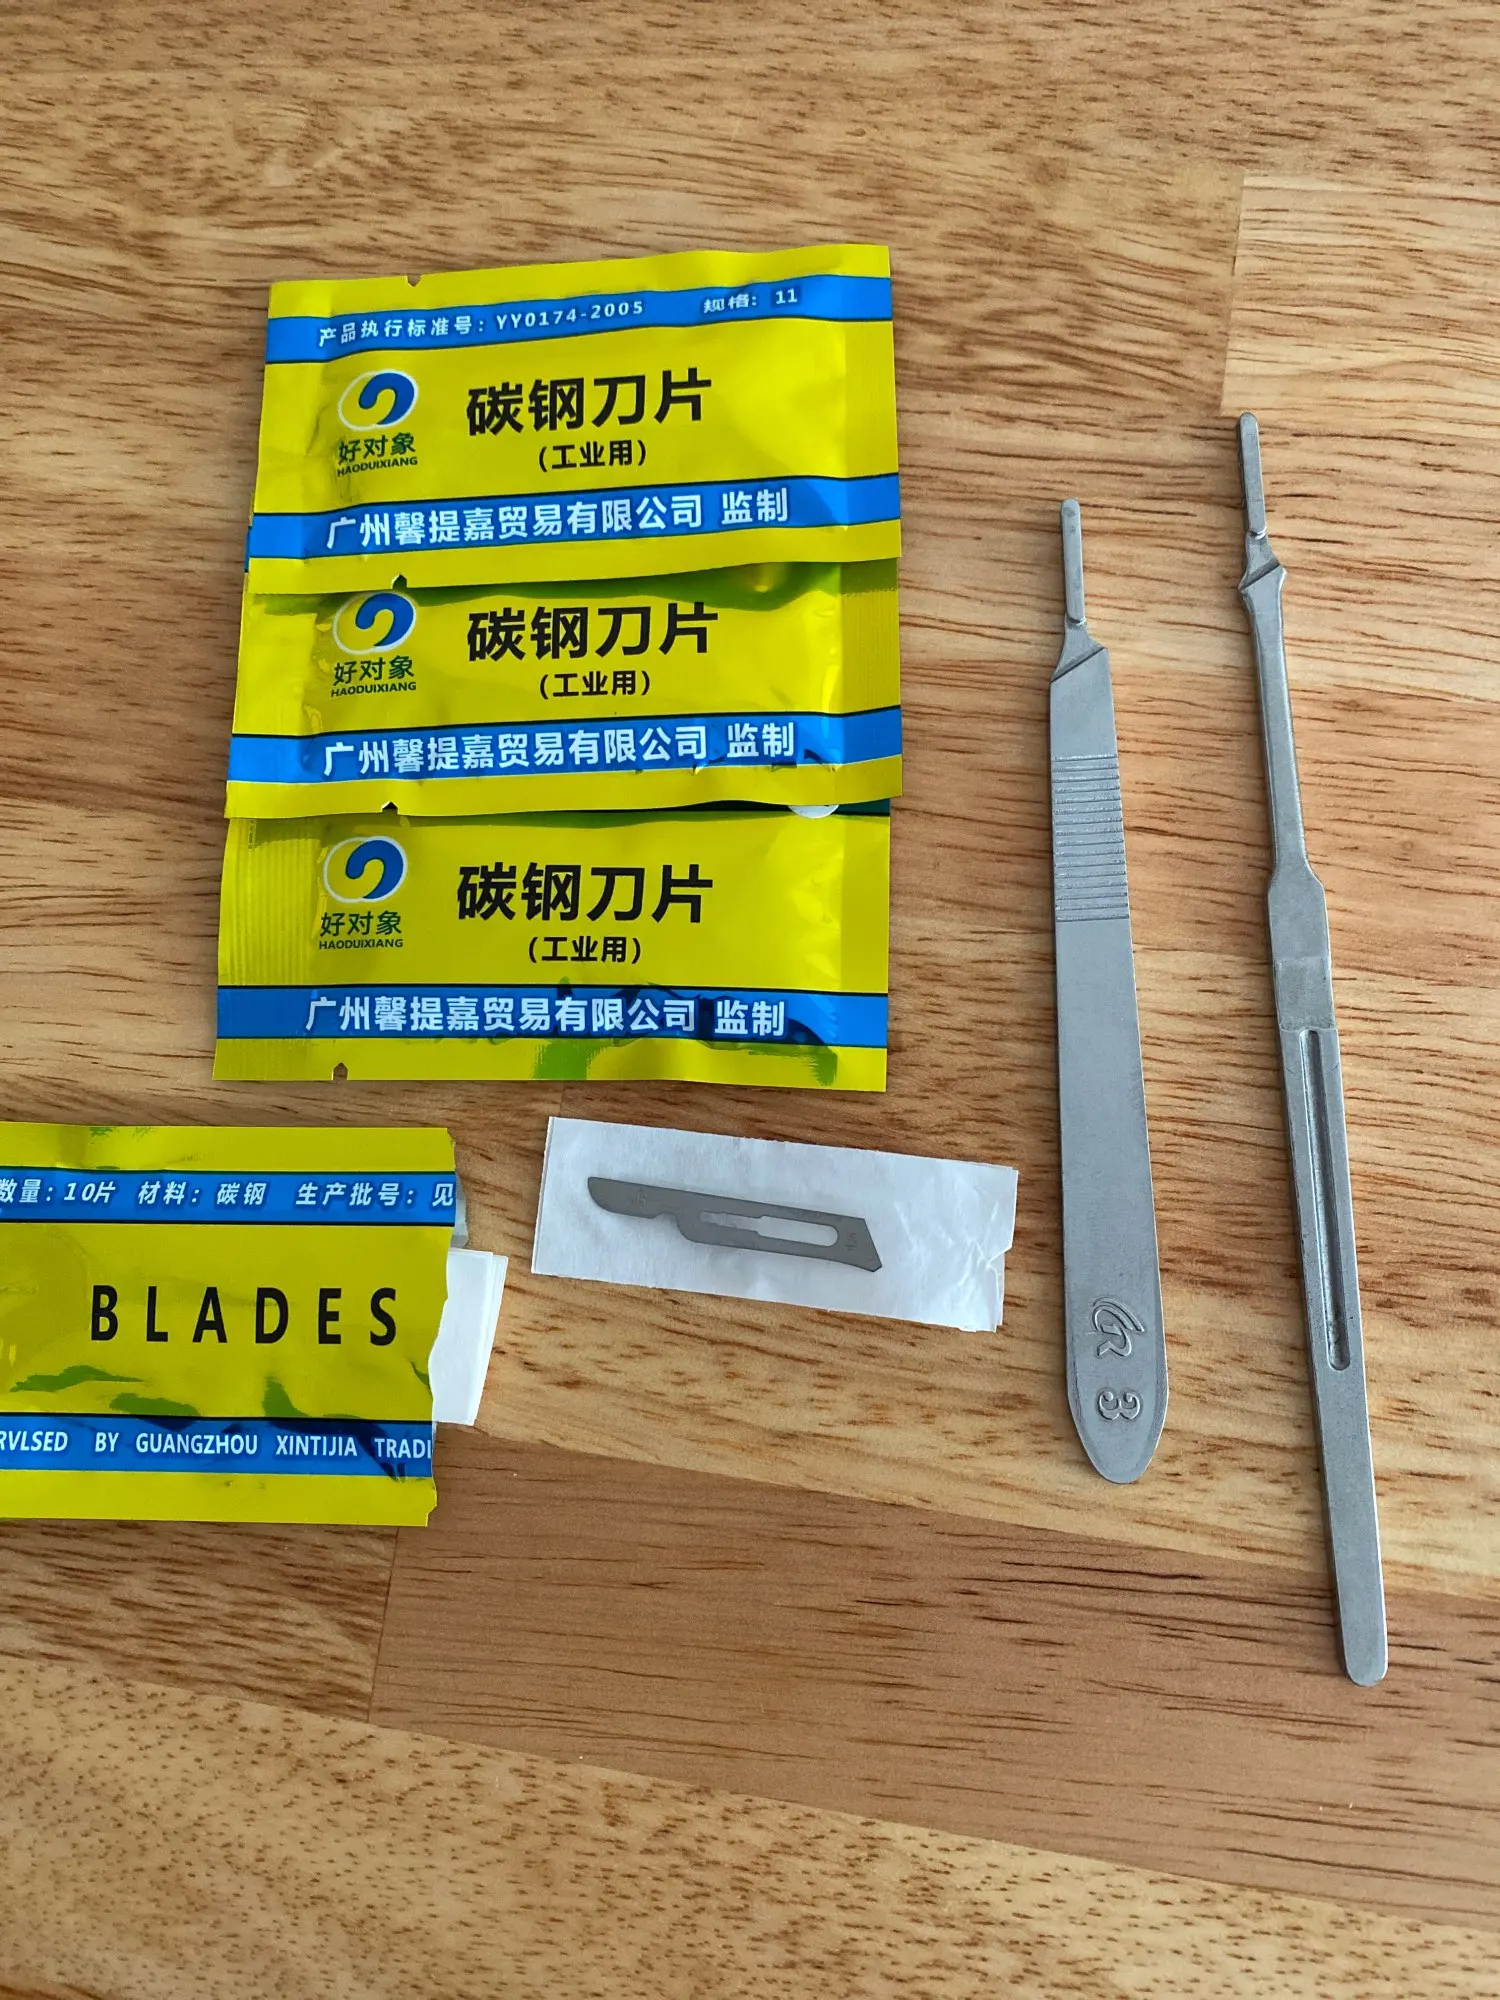 产品执行标准号：YY0174-2005 规格：11
好对象
HAODUIXIANG
碳钢刀片
（工业用）
广州馨提嘉贸易有限公司 监制
好对象
HAODUIXIANG
碳钢刀片
（工业用）
广州馨提嘉贸易有限公司 监制
好对象
HAODUIXIANG
碳钢刀片
（工业用）
广州馨提嘉贸易有限公司 监制
数量：10片 材料：碳钢 生产批号：见
BLADES
RVLSED BY GUANGZHOU XINTIJIA TRADI
3